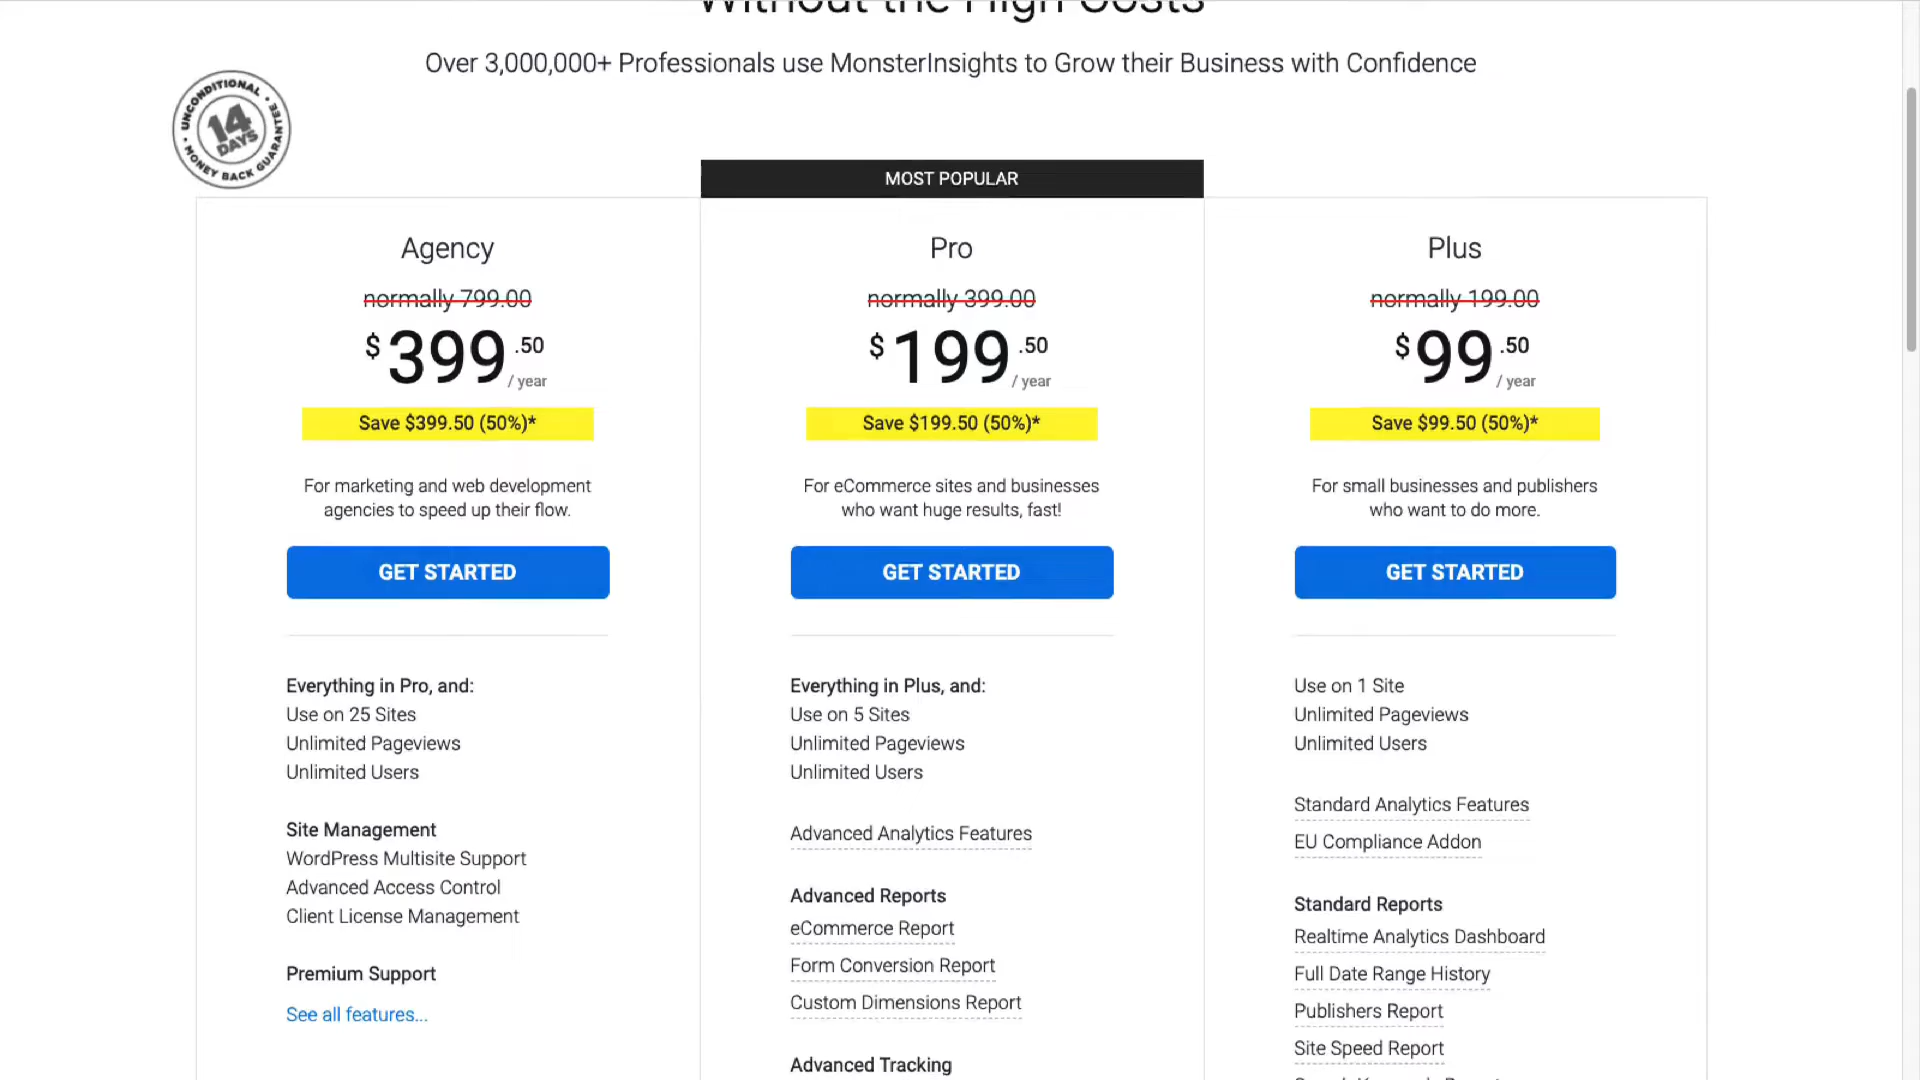 Without the High Costs
Over 3,000,000+ Professionals use MonsterInsights to Grow their Business with Confidence
UNCONDITIONAL
14
DAYS
MONEY BACK GUARANTEE
MOST POPULAR
Agency
normally 799.00
$399.50
/ year
Save $399.50 (50%)*
For marketing and web development
agencies to speed up their flow.
GET STARTED
Everything in Pro, and:
Use on 25 Sites
Unlimited Pageviews
Unlimited Users
Site Management
WordPress Multisite Support
Advanced Access Control
Client License Management
Premium Support
See all features...
Pro
normally 399.00
$199.50
/ year
Save $199.50 (50%)*
For eCommerce sites and businesses
who want huge results, fast!
GET STARTED
Everything in Plus, and:
Use on 5 Sites
Unlimited Pageviews
Unlimited Users
Advanced Analytics Features
Advanced Reports
eCommerce Report
Form Conversion Report
Custom Dimensions Report
Advanced Tracking
Plus
normally 199.00
$99.50
/ year
Save $99.50 (50%)*
For small businesses and publishers
who want to do more.
GET STARTED
Use on 1 Site
Unlimited Pageviews
Unlimited Users
Standard Analytics Features
EU Compliance Addon
Standard Reports
Realtime Analytics Dashboard
Full Date Range History
Publishers Report
Site Speed Report